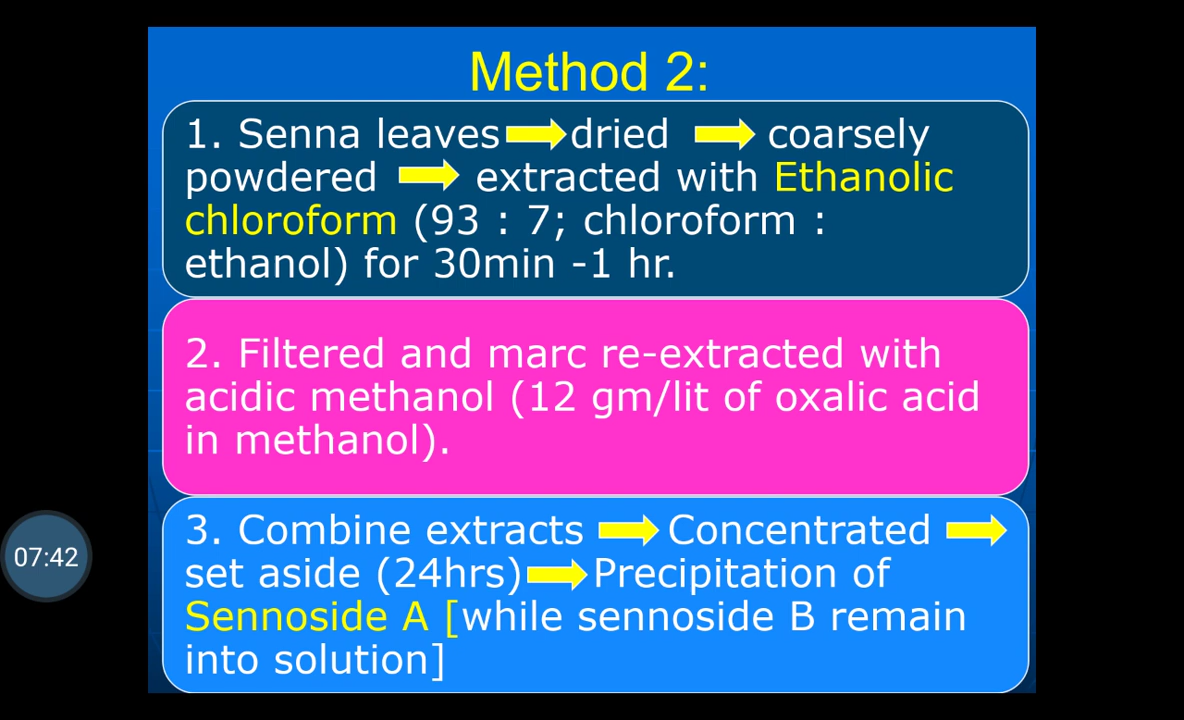 Method 2:
1. Senna leaves dried coarsely
powdered extracted with Ethanolic
chloroform (93 : 7; chloroform :
ethanol) for 30min -1 hr.
2. Filtered and marc re-extracted with
acidic methanol (12 gm/lit of oxalic acid
in methanol).
3. Combine extracts Concentrated
set aside (24hrs) Precipitation of
Sennoside A [while sennoside B remain
into solution]
07:42